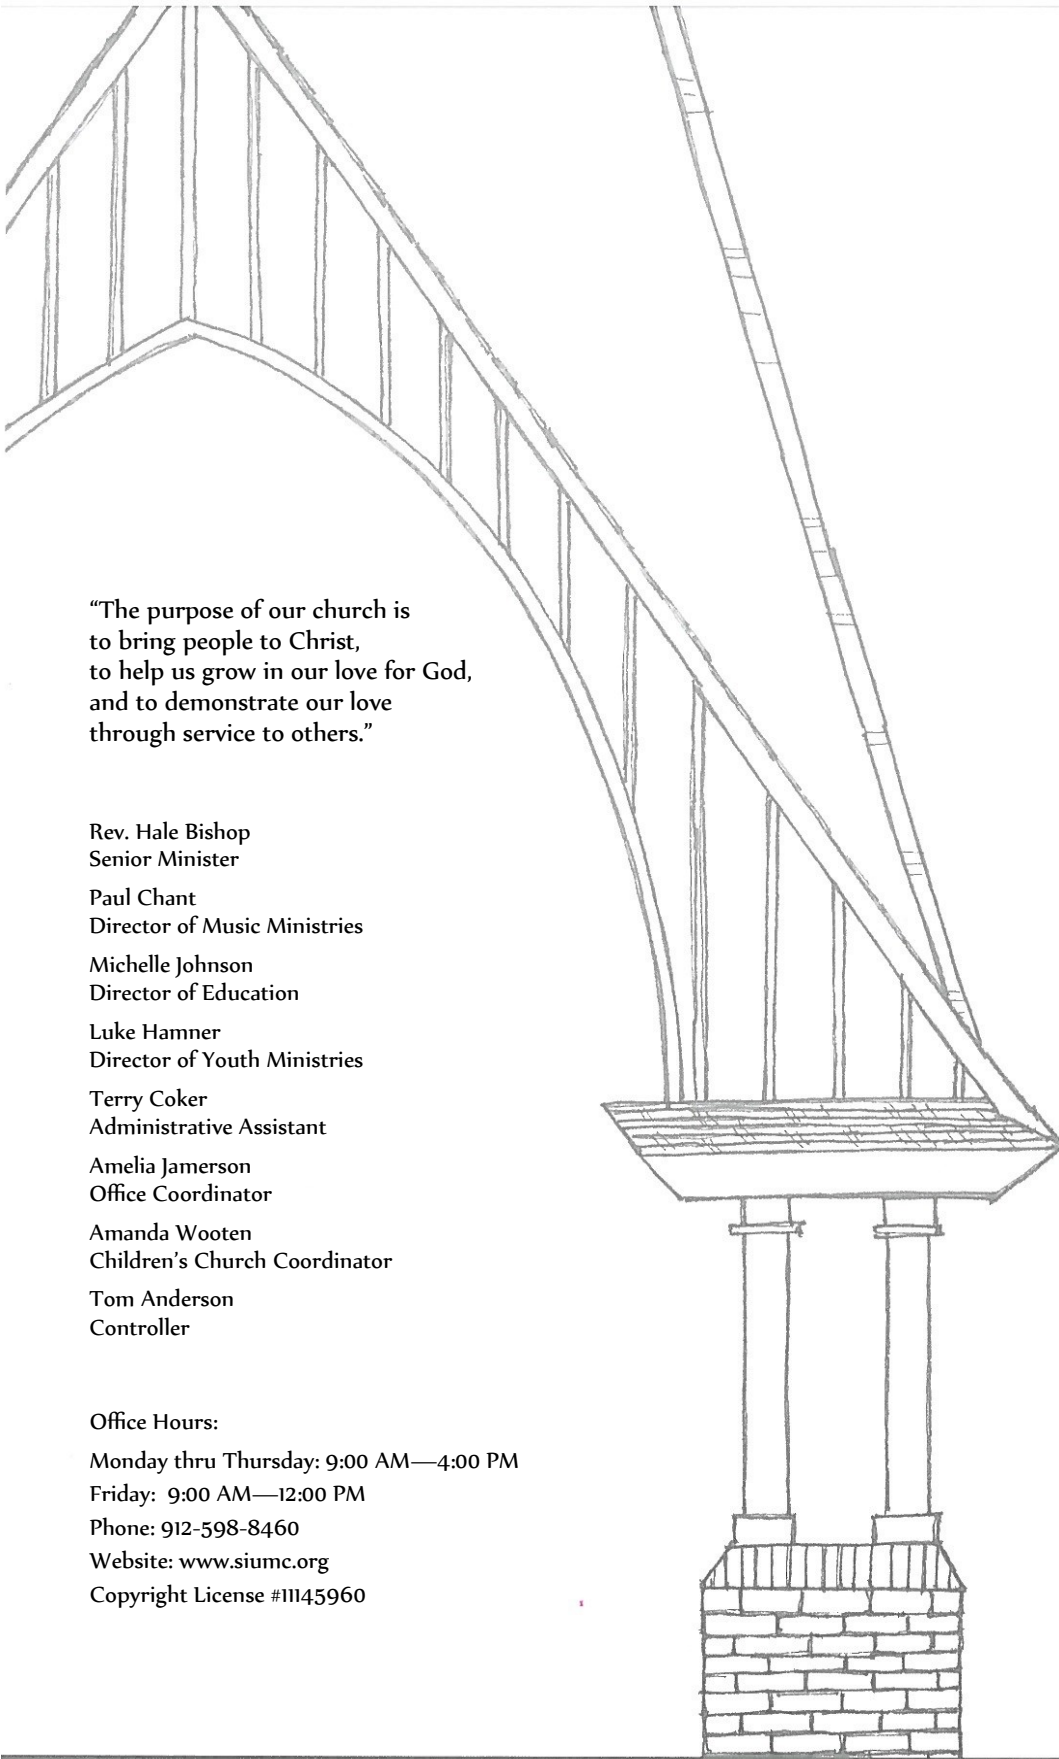 “The purpose of our church is
to bring people to Christ,
to help us grow in our love for God,
and to demonstrate our love
through service to others.”
Rev. Hale Bishop
Senior Minister
Paul Chant
Director of Music Ministries
Michelle Johnson
Director of Education
Luke Hamner
Director of Youth Ministries
Terry Coker
Administrative Assistant
Amelia Jamerson
Office Coordinator
Amanda Wooten
Children’s Church Coordinator
Tom Anderson
Controller
Office Hours:
Monday thru Thursday: 9:00 AM—4:00 PM
Friday:  9:00 AM—12:00 PM
Phone: 912-598-8460
Website: www.siumc.org
Copyright License #11145960